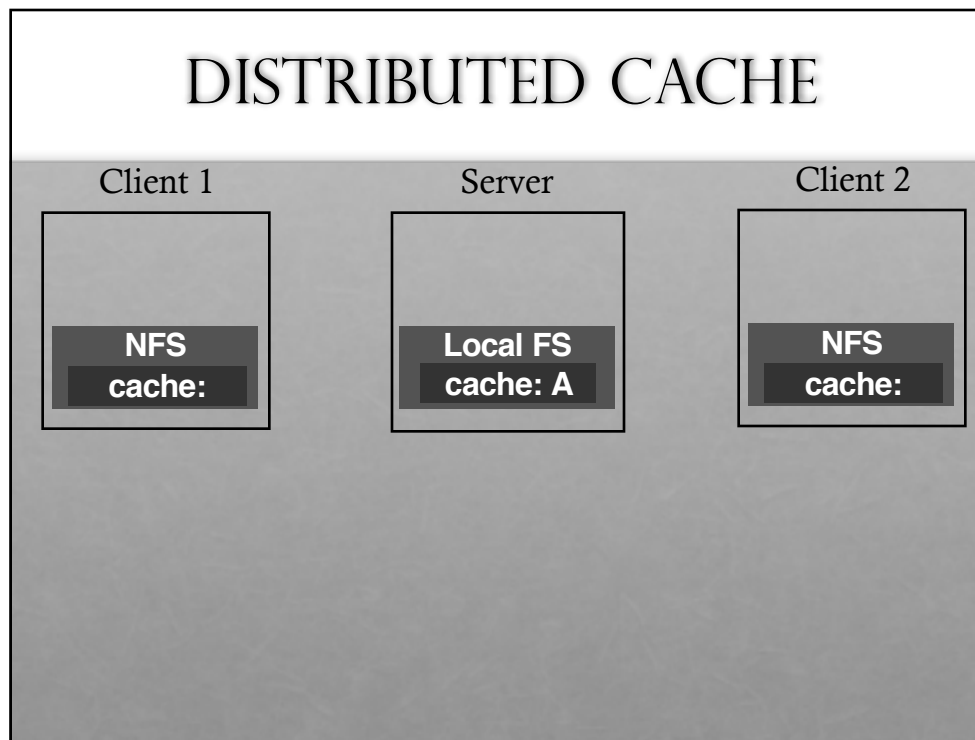 DISTRIBUTED CACHE
Client 1
Server
Client 2
NFS
cache:
Local FS
cache: A
NFS
cache: